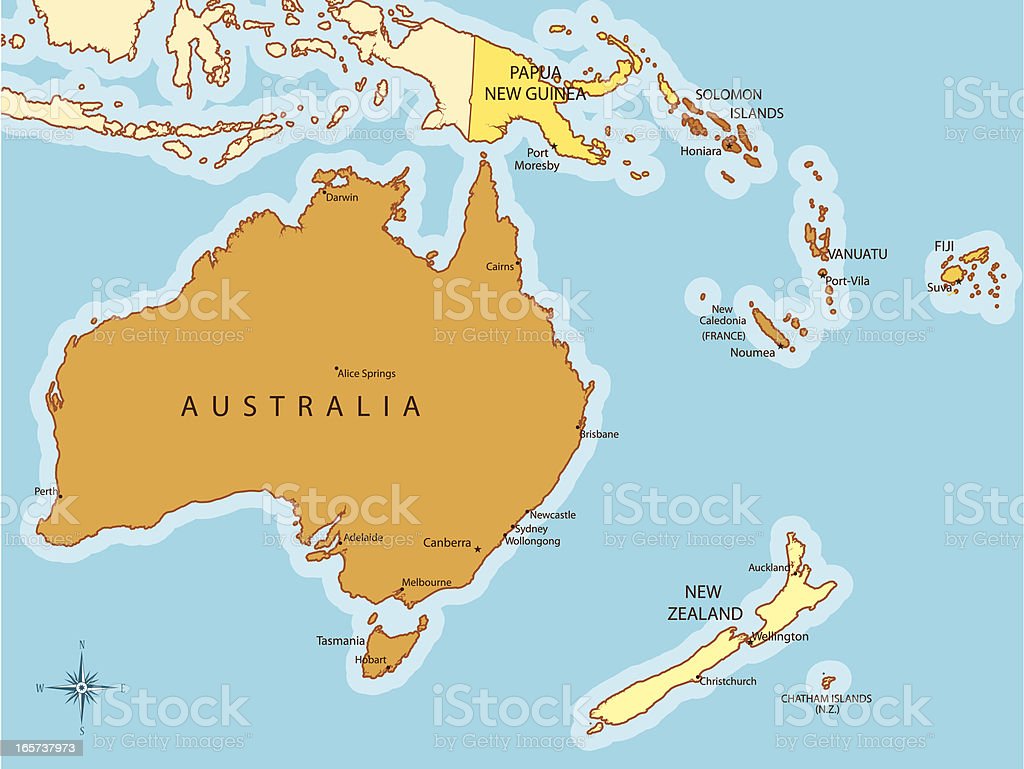 iStock
by Getty Images™
PAPUA
NEW GUINEA
SOLOMON
ISLANDS
Port
Moresby
Honiara
Darwin
VANUATU
Port-Vila
FIJI
Suva
Cairns
New
Caledonia
(FRANCE)
Noumea
Alice Springs
AUSTRALIA
Brisbane
Perth
Newcastle
Sydney
Wollongong
Adelaide
Canberra
Melbourne
Tasmania
Hobart
Auckland
NEW
ZEALAND
Wellington
Christchurch
CHATHAM ISLANDS
(N.Z.)
N
W
E
S
165737973